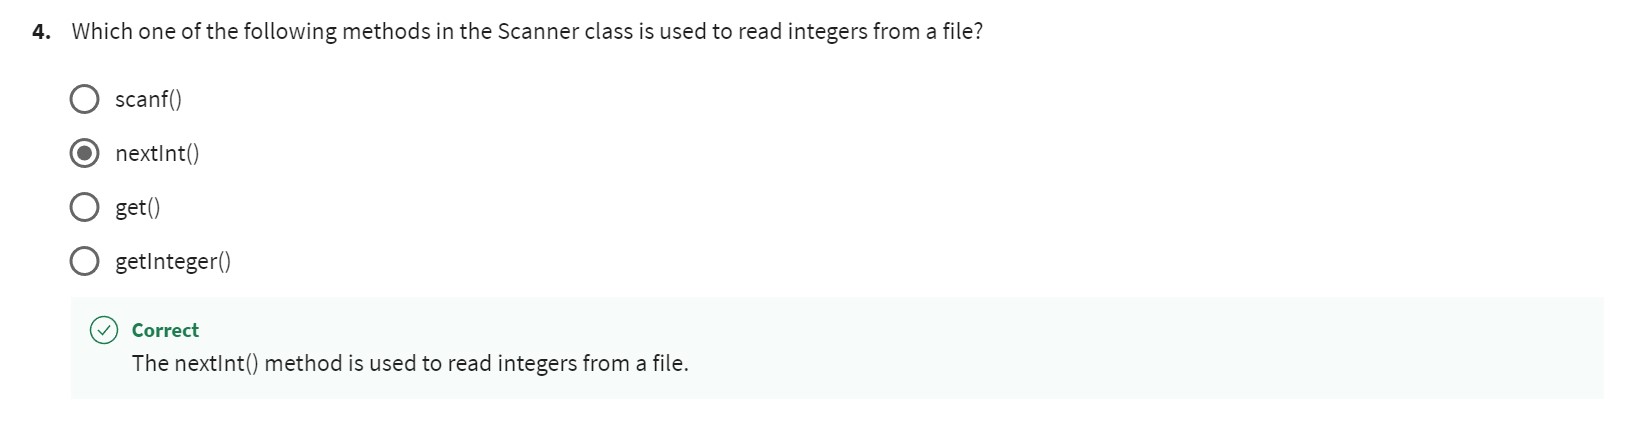 4. Which one of the following methods in the Scanner class is used to read integers from a file?
scanf()
nextInt()
get()
getInteger()
Correct
The nextInt() method is used to read integers from a file.